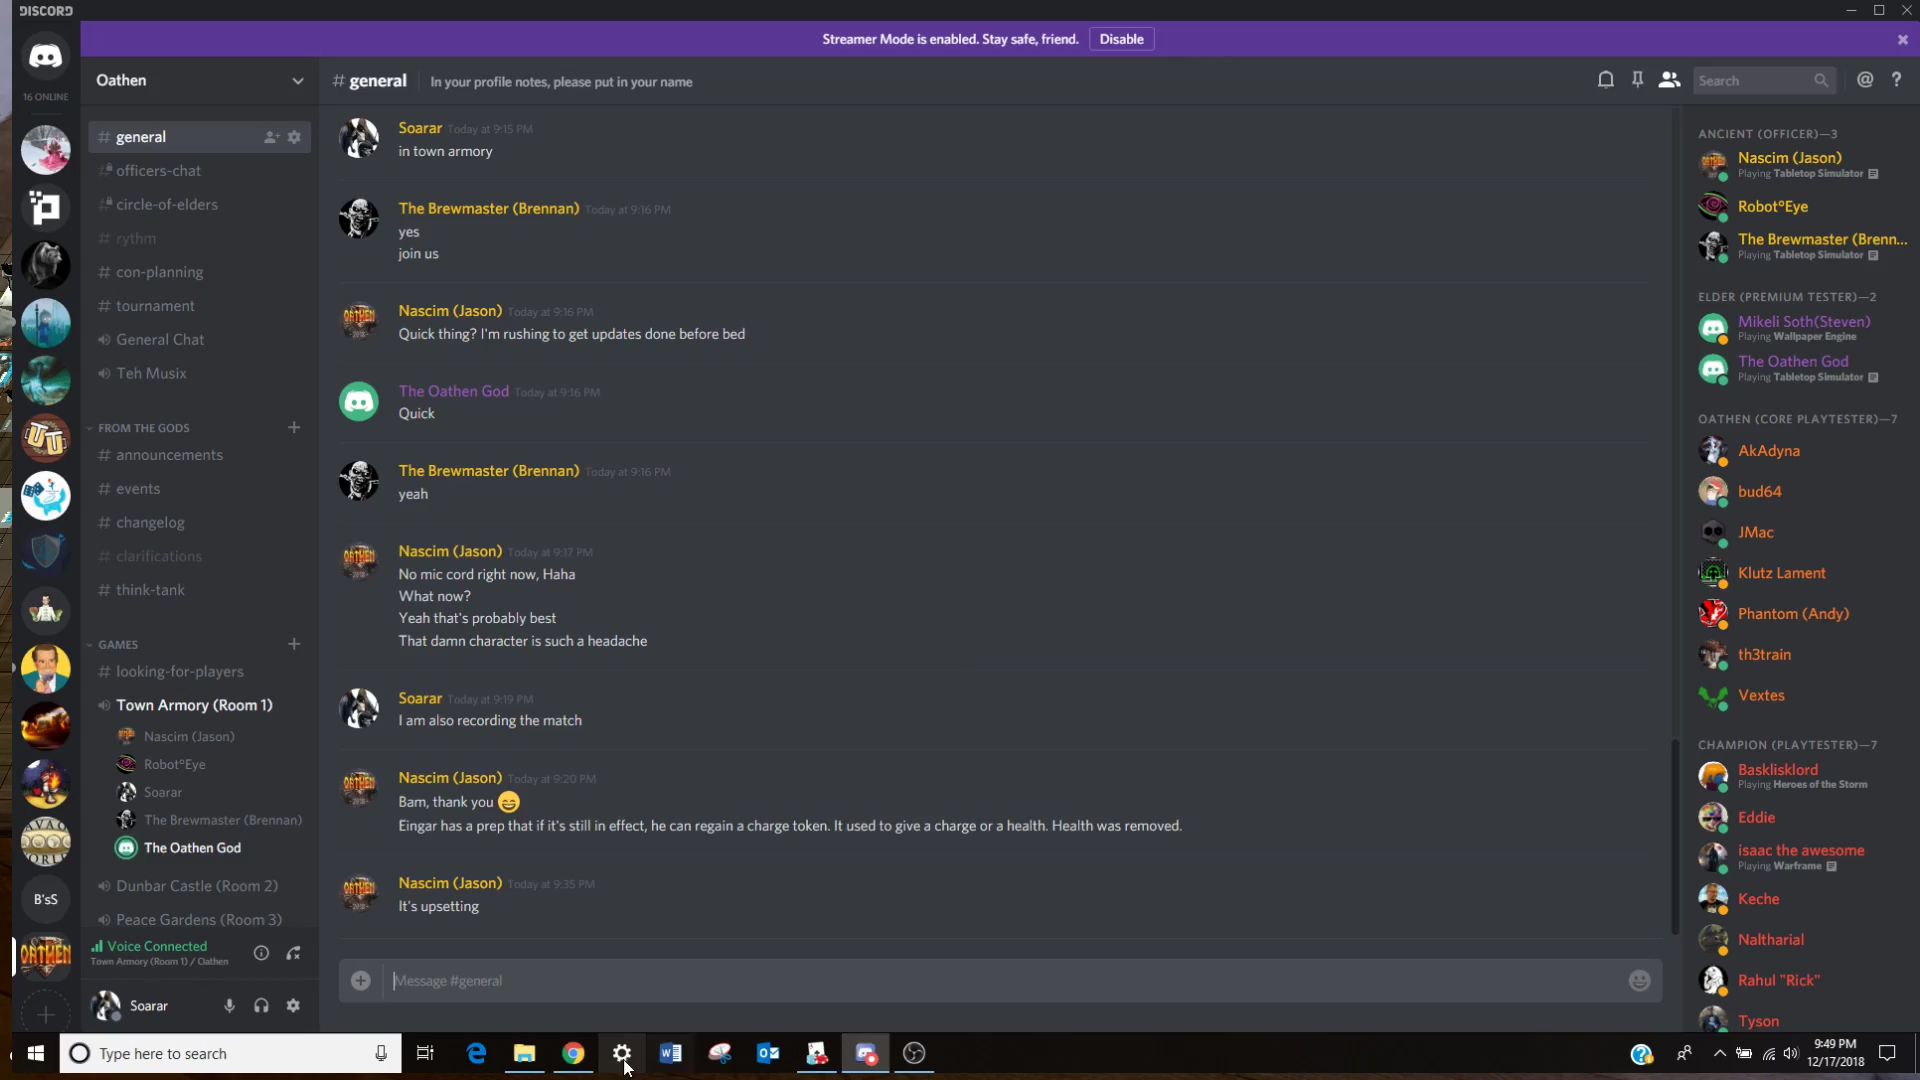 DISCORD
Streamer Mode is enabled. Stay safe, friend.
Disable
16 ONLINE
B'sS
OATHEN
Oathen
# general
# officers-chat
# circle-of-elders
# rythm
# con-planning
# tournament
General Chat
Teh Musix
FROM THE GODS
# announcements
# events
# changelog
# clarifications
# think-tank
GAMES
# looking-for-players
Town Armory (Room 1)
Nascim (Jason)
Robot°Eye
Soarar
The Brewmaster (Brennan)
The Oathen God
Dunbar Castle (Room 2)
Peace Gardens (Room 3)
Voice Connected
Town Armory (Room 1) / Oathen
Soarar
# general
In your profile notes, please put in your name
Search
Soarar Today at 9:15 PM
in town armory
The Brewmaster (Brennan) Today at 9:16 PM
yes
join us
Nascim (Jason) Today at 9:16 PM
Quick thing? I'm rushing to get updates done before bed
The Oathen God Today at 9:16 PM
Quick
The Brewmaster (Brennan) Today at 9:16 PM
yeah
Nascim (Jason) Today at 9:17 PM
No mic cord right now, Haha
What now?
Yeah that's probably best
That damn character is such a headache
Soarar Today at 9:19 PM
I am also recording the match
Nascim (Jason) Today at 9:20 PM
Bam, thank you
Eingar has a prep that if it's still in effect, he can regain a charge token. It used to give a charge or a health. Health was removed.
Nascim (Jason) Today at 9:35 PM
It's upsetting
Message #general
ANCIENT (OFFICER)—3
Nascim (Jason)
Playing Tabletop Simulator
Robot°Eye
The Brewmaster (Brenn...
Playing Tabletop Simulator
ELDER (PREMIUM TESTER)—2
Mikeli Soth(Steven)
Playing Wallpaper Engine
The Oathen God
Playing Tabletop Simulator
OATHEN (CORE PLAYTESTER)—7
AkAdyna
bud64
JMac
Klutz Lament
Phantom (Andy)
th3train
Vextes
CHAMPION (PLAYTESTER)—7
Basklisklord
Playing Heroes of the Storm
Eddie
isaac the awesome
Playing Warframe
Keche
Naltharial
Rahul "Rick"
Tyson
Type here to search
9:49 PM
12/17/2018